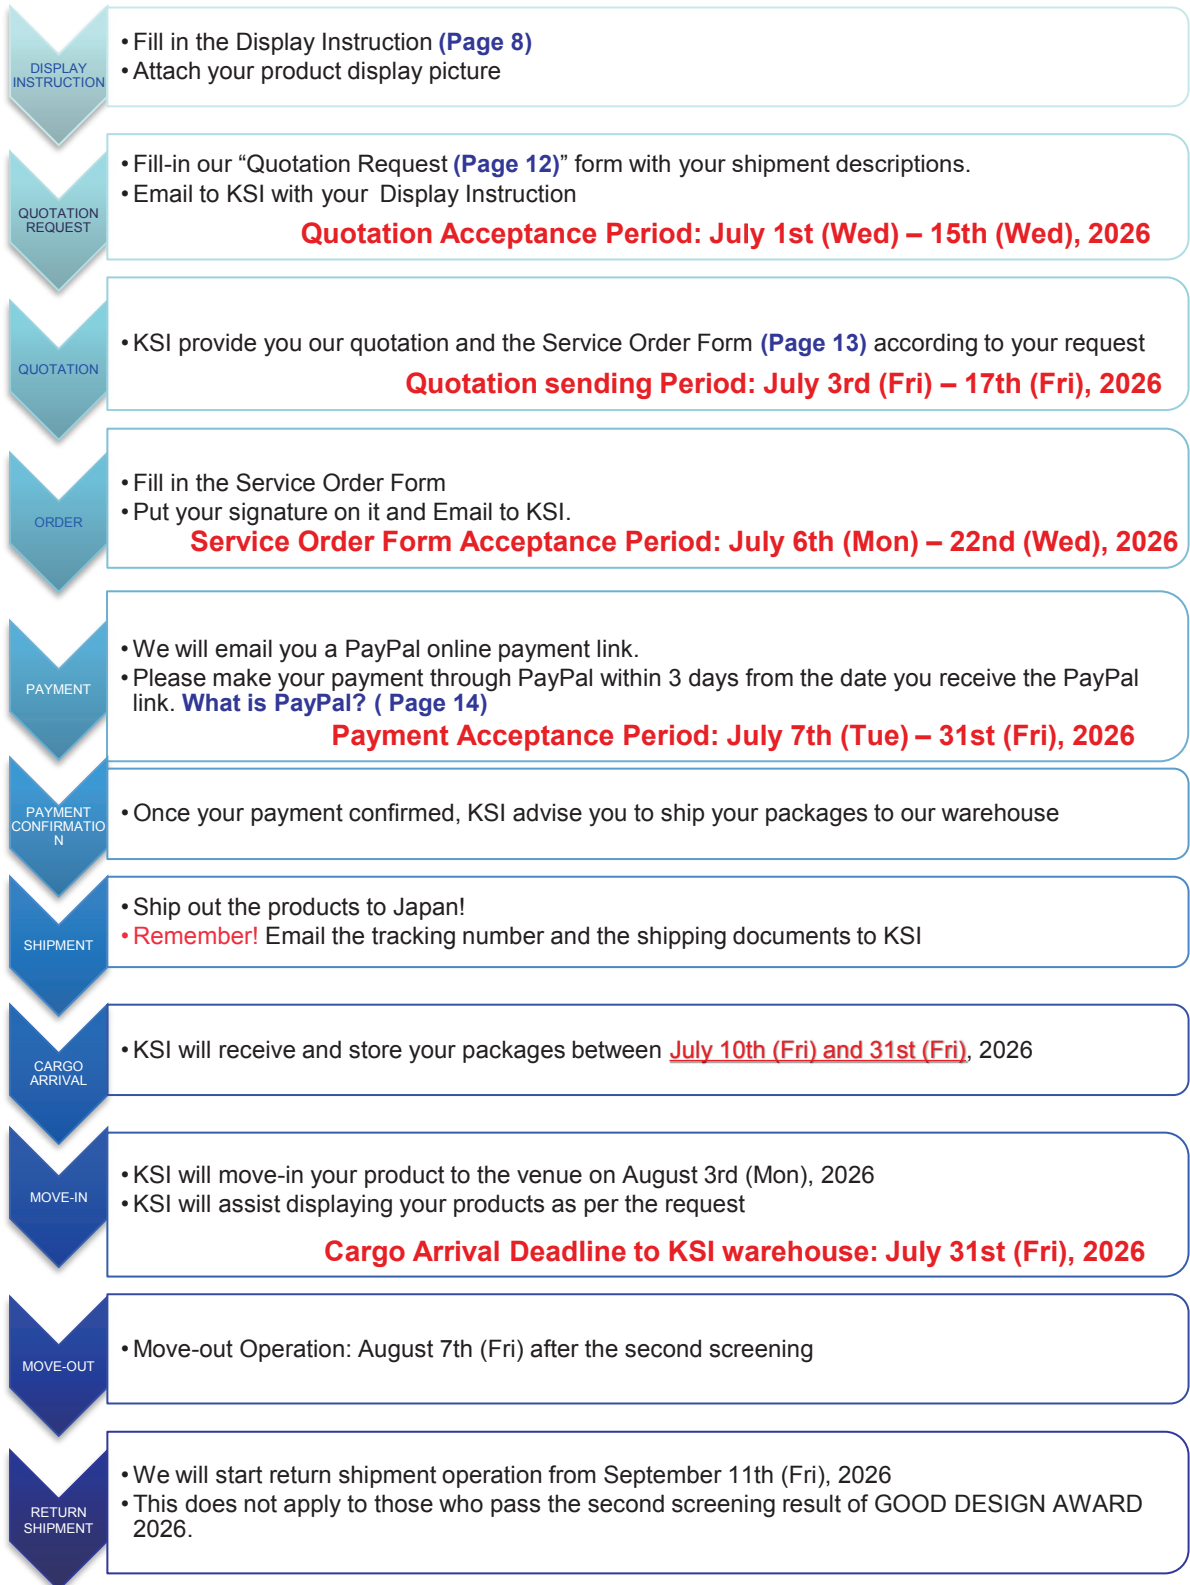 DISPLAY
INSTRUCTION
• Fill in the Display Instruction (Page 8)
• Attach your product display picture
QUOTATION
REQUEST
• Fill-in our “Quotation Request (Page 12)” form with your shipment descriptions.
• Email to KSI with your Display Instruction
Quotation Acceptance Period: July 1st (Wed) – 15th (Wed), 2026
QUOTATION
• KSI provide you our quotation and the Service Order Form (Page 13) according to your request
Quotation sending Period: July 3rd (Fri) – 17th (Fri), 2026
ORDER
• Fill in the Service Order Form
• Put your signature on it and Email to KSI.
Service Order Form Acceptance Period: July 6th (Mon) – 22nd (Wed), 2026
PAYMENT
• We will email you a PayPal online payment link.
• Please make your payment through PayPal within 3 days from the date you receive the PayPal
link. What is PayPal? ( Page 14)
Payment Acceptance Period: July 7th (Tue) – 31st (Fri), 2026
PAYMENT
CONFIRMATIO
N
• Once your payment confirmed, KSI advise you to ship your packages to our warehouse
SHIPMENT
• Ship out the products to Japan!
• Remember! Email the tracking number and the shipping documents to KSI
CARGO
ARRIVAL
• KSI will receive and store your packages between July 10th (Fri) and 31st (Fri), 2026
MOVE-IN
• KSI will move-in your product to the venue on August 3rd (Mon), 2026
• KSI will assist displaying your products as per the request
Cargo Arrival Deadline to KSI warehouse: July 31st (Fri), 2026
MOVE-OUT
• Move-out Operation: August 7th (Fri) after the second screening
RETURN
SHIPMENT
• We will start return shipment operation from September 11th (Fri), 2026
• This does not apply to those who pass the second screening result of GOOD DESIGN AWARD
2026.